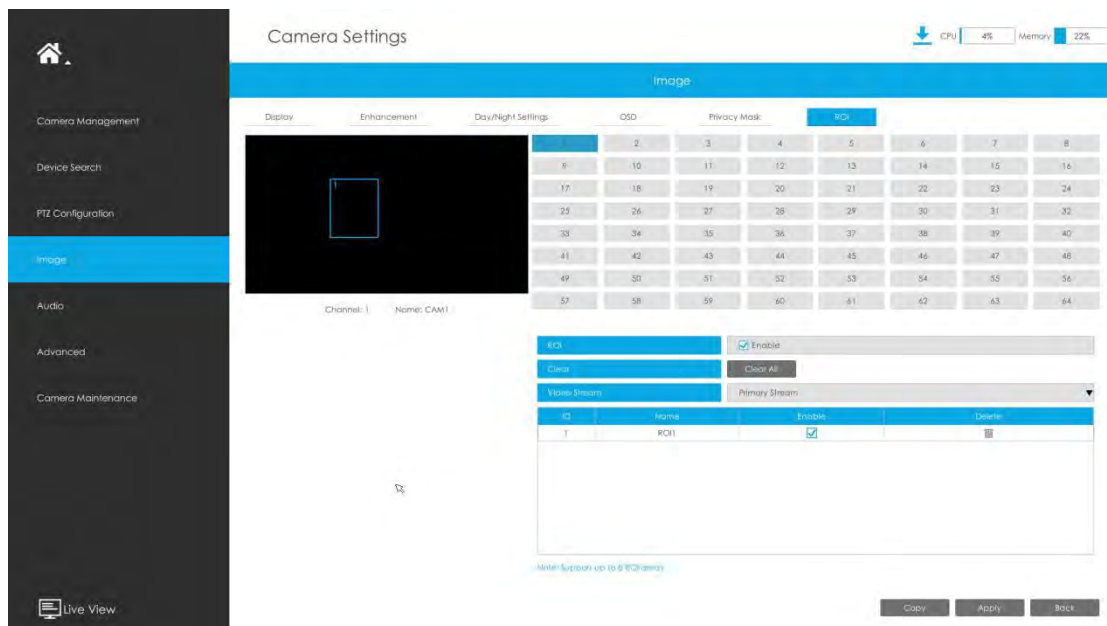 Camera Settings
CPU 4% Memory 22%
Image
Camera Management
Device Search
PTZ Configuration
Image
Audio
Advanced
Camera Maintenance
Live View
Display Enhancement Day/Night Settings OSD Privacy Mask ROI
1
Channel: 1 Name: CAM1
1 2 3 4 5 6 7 8
9 10 11 12 13 14 15 16
17 18 19 20 21 22 23 24
25 26 27 28 29 30 31 32
33 34 35 36 37 38 39 40
41 42 43 44 45 46 47 48
49 50 51 52 53 54 55 56
57 58 59 60 61 62 63 64
ROI Enable
Clear Clear All
Video Stream Primary Stream
ID Name Enable Delete
1 ROI1
Note: Support up to 8 ROI areas
Copy Apply Back